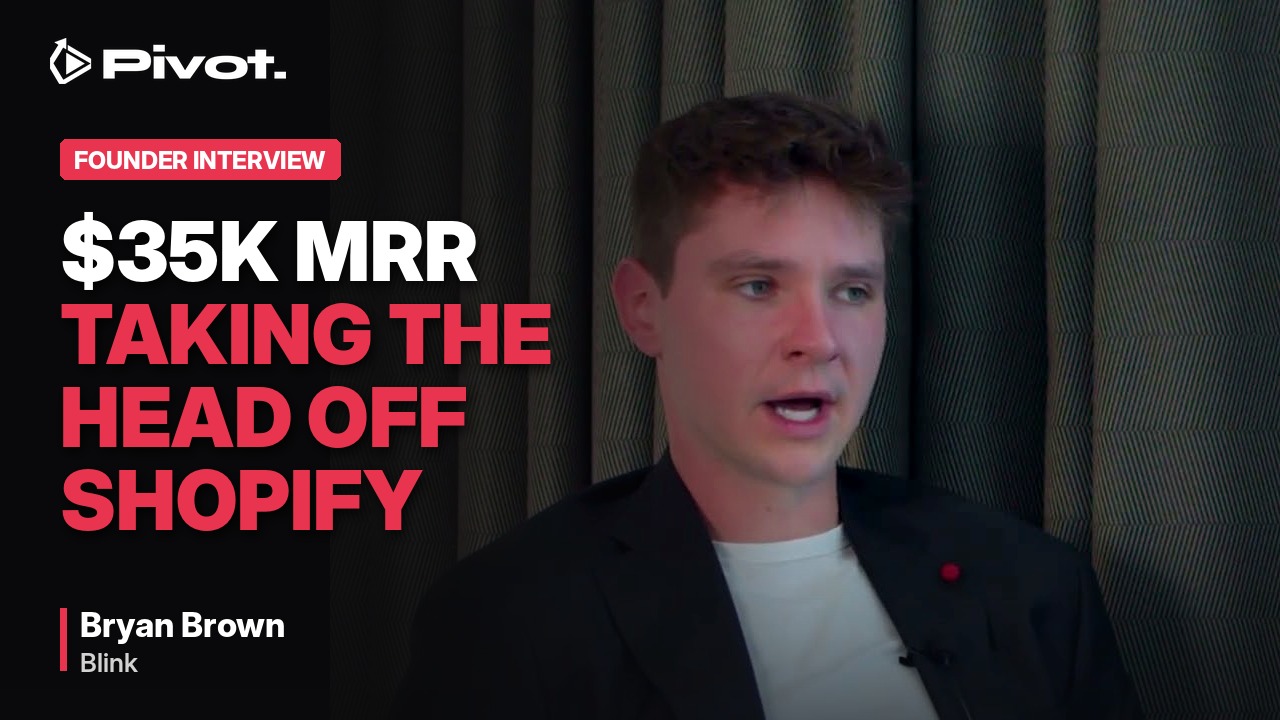 Pivot.
FOUNDER INTERVIEW
$35K MRR
TAKING THE
HEAD OFF
SHOPIFY
Bryan Brown
Blink